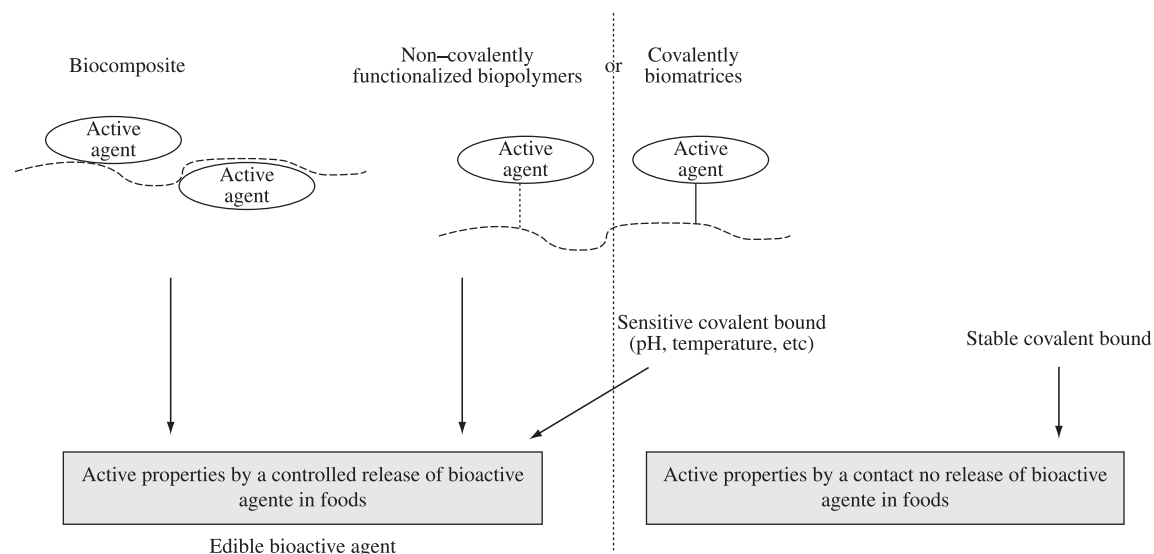 Biocomposite
Non–covalently
functionalized biopolymers
or
Covalently
biomatrices
Active
agent
Active
agent
Active
agent
Active
agent
Sensitive covalent bound
(pH, temperature, etc)
Stable covalent bound
Active properties by a controlled release of bioactive
agente in foods
Active properties by a contact no release of bioactive
agente in foods
Edible bioactive agent